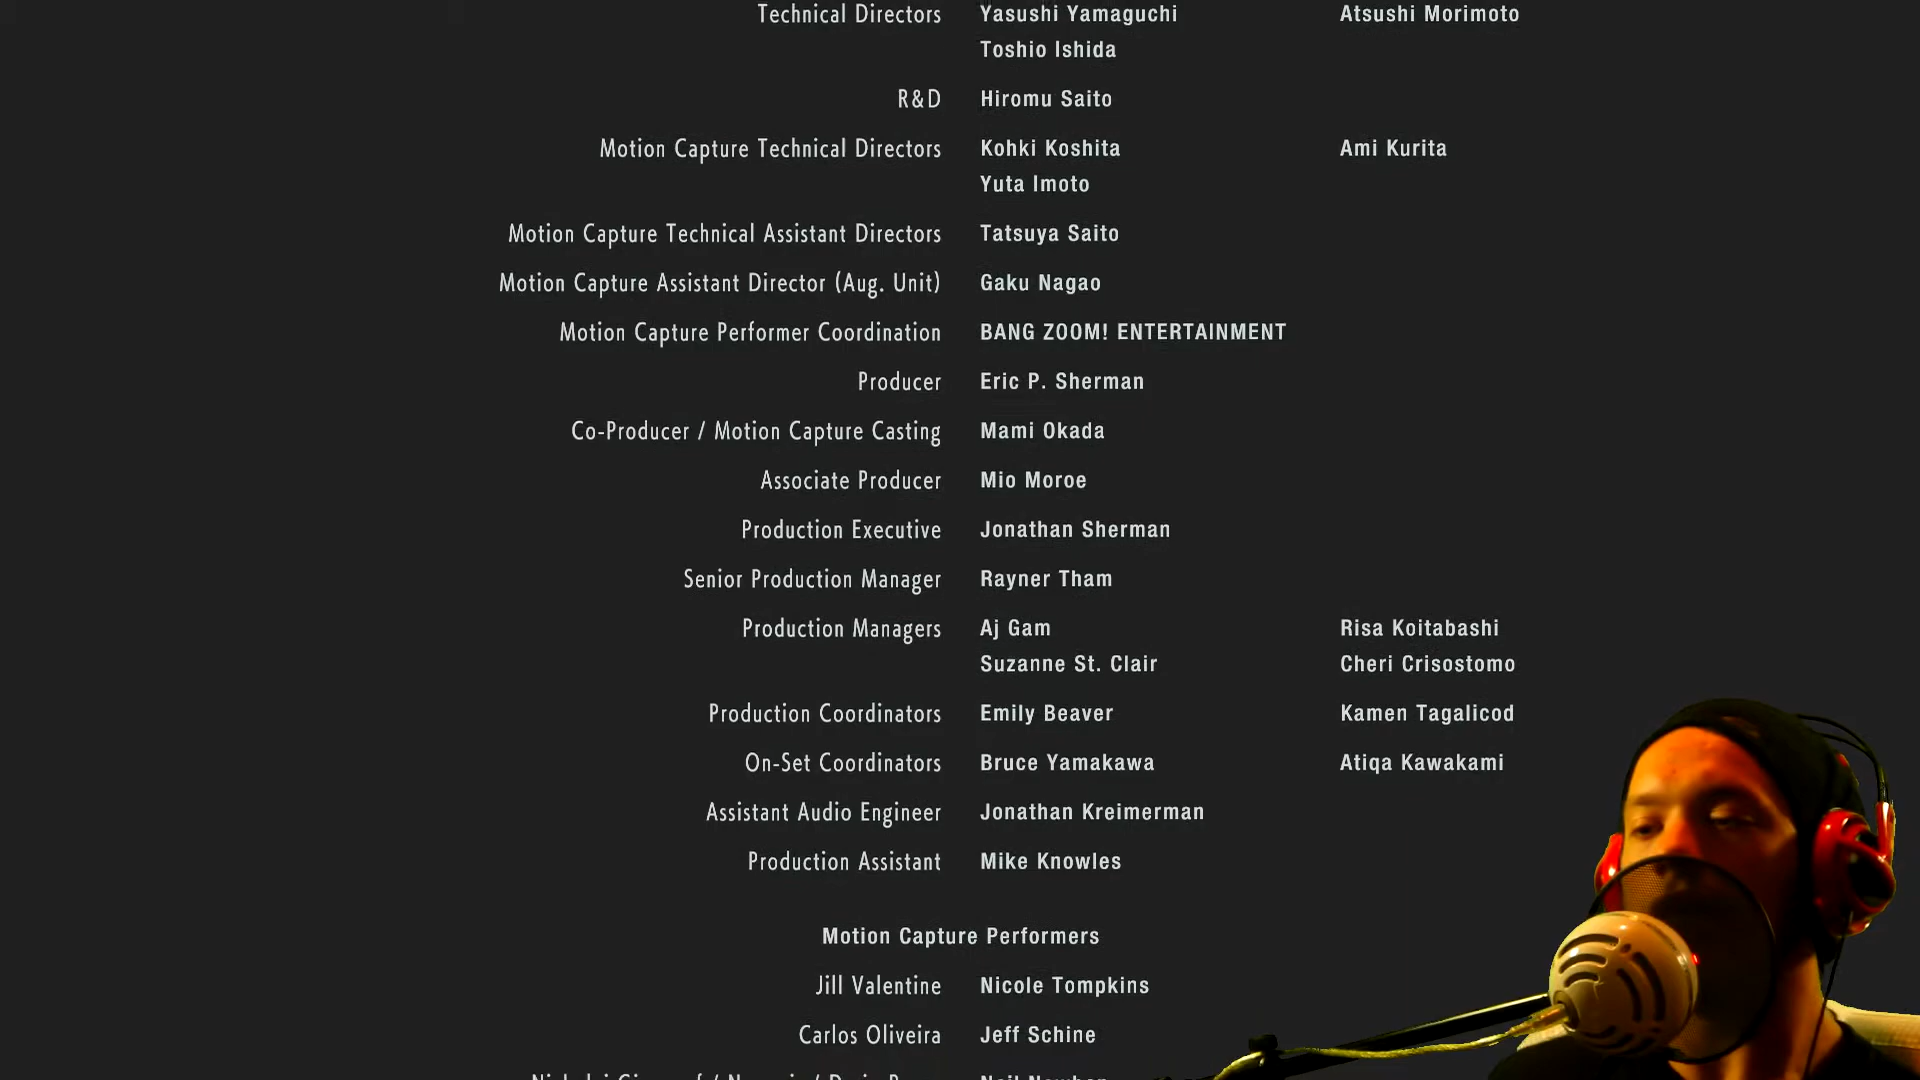 Technical Directors Yasushi Yamaguchi Atsushi Morimoto
Toshio Ishida
R&D Hiromu Saito
Motion Capture Technical Directors Kohki Koshita Ami Kurita
Yuta Imoto
Motion Capture Technical Assistant Directors Tatsuya Saito
Motion Capture Assistant Director (Aug. Unit) Gaku Nagao
Motion Capture Performer Coordination BANG ZOOM! ENTERTAINMENT
Producer Eric P. Sherman
Co-Producer / Motion Capture Casting Mami Okada
Associate Producer Mio Moroe
Production Executive Jonathan Sherman
Senior Production Manager Rayner Tham
Production Managers Aj Gam Risa Koitabashi
Suzanne St. Clair Cheri Crisostomo
Production Coordinators Emily Beaver Kamen Tagalicod
On-Set Coordinators Bruce Yamakawa Atiqa Kawakami
Assistant Audio Engineer Jonathan Kreimerman
Production Assistant Mike Knowles
Motion Capture Performers
Jill Valentine Nicole Tompkins
Carlos Oliveira Jeff Schine